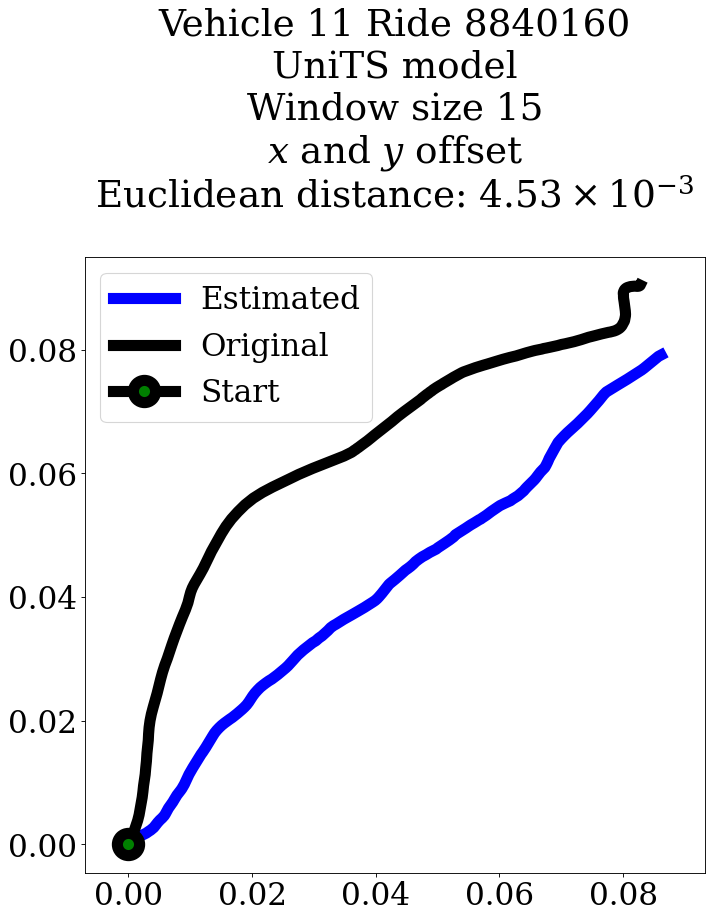 Vehicle 11 Ride 8840160
UniTS model
Window size 15
x and y offset
Euclidean distance: 4.53 × 10⁻³
Estimated
Original
Start
0.08
0.06
0.04
0.02
0.00
0.00 0.02 0.04 0.06 0.08